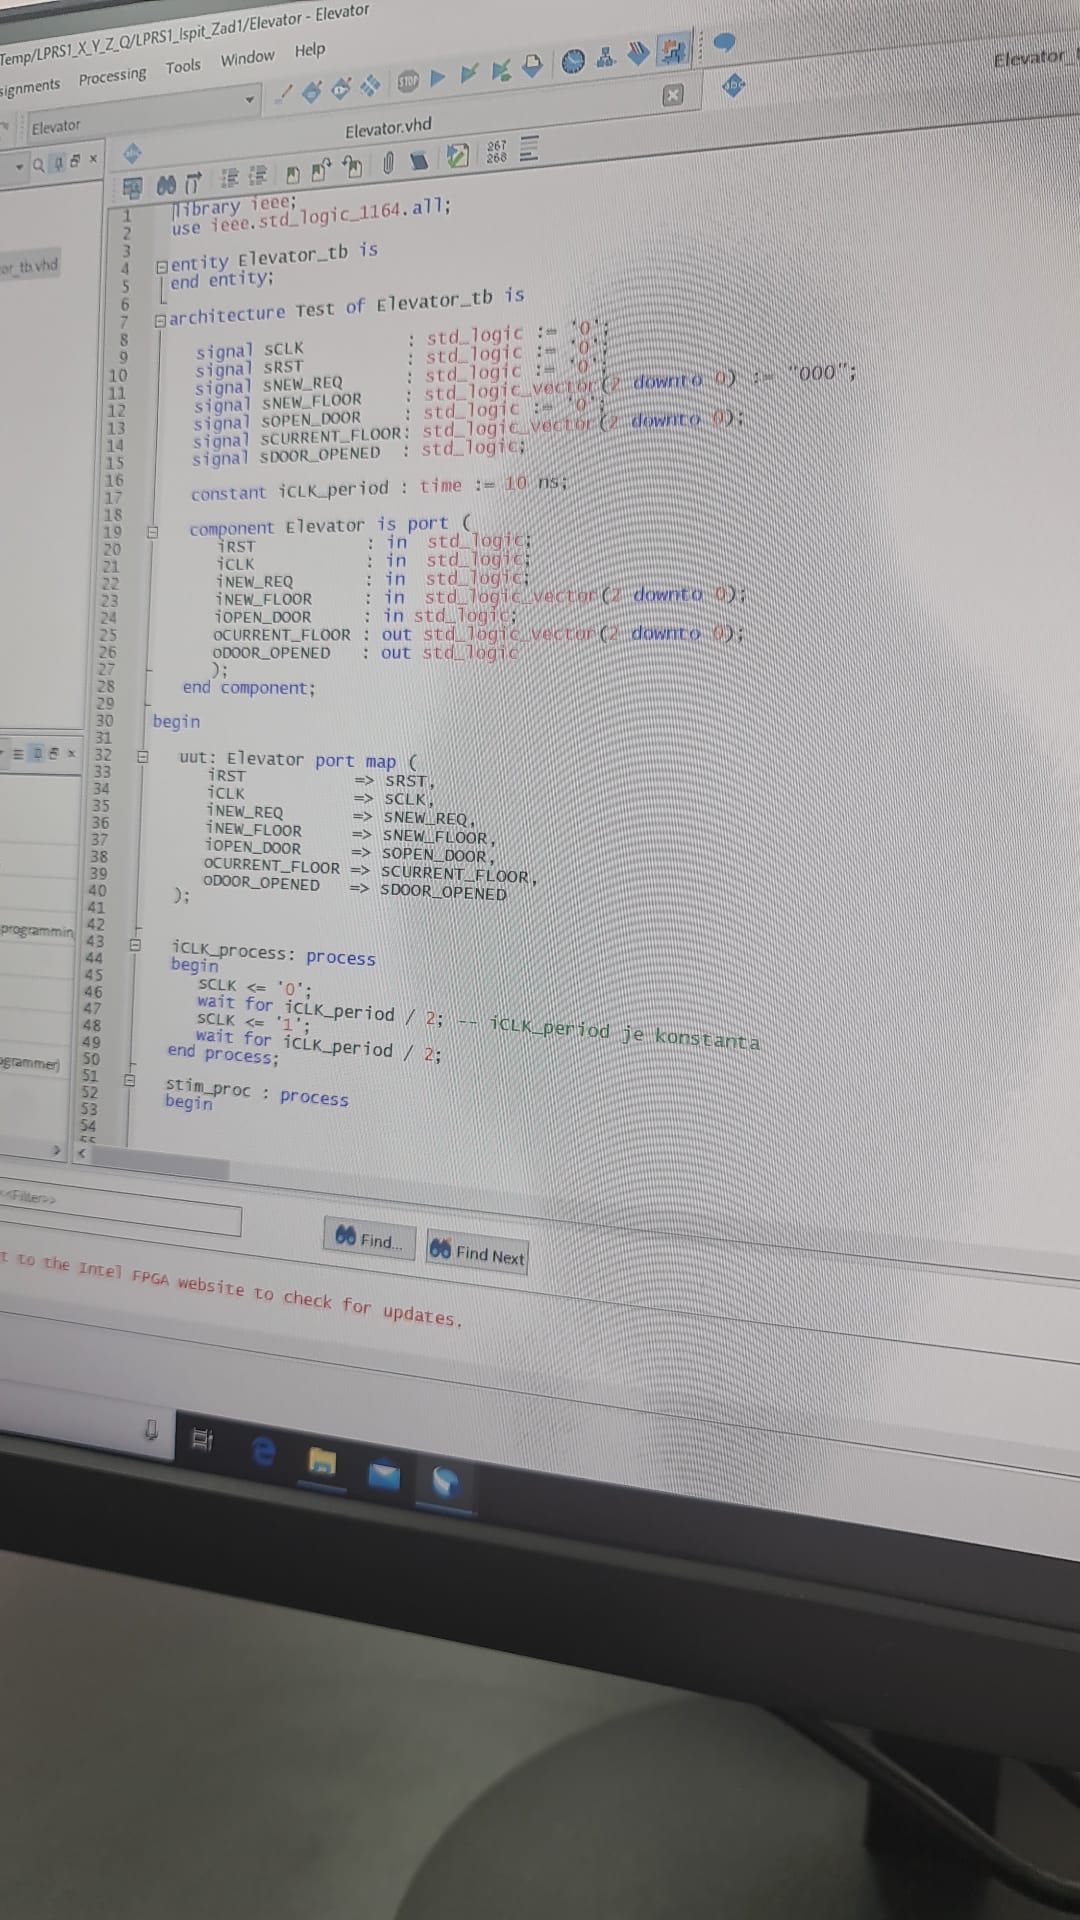 Temp/LPRS1_X_Y_Z_Q/LPRS1_Ispit_Zad1/Elevator - Elevator
signments Processing Tools Window Help
STOP
Elevator
Elevator.vhd
Elevator_
abc
267
268
or_tb.vhd
1 library ieee;
2 use ieee.std_logic_1164.all;
3
4 entity Elevator_tb is
5 end entity;
6
7 architecture Test of Elevator_tb is
8
9 signal sCLK : std_logic := '0';
10 signal sRST : std_logic := '0';
11 signal sNEW_REQ : std_logic := '0';
12 signal sNEW_FLOOR : std_logic_vector(2 downto 0) := "000";
13 signal sOPEN_DOOR : std_logic := '0';
14 signal sCURRENT_FLOOR: std_logic_vector(2 downto 0);
15 signal sDOOR_OPENED : std_logic;
16
17 constant iCLK_period : time := 10 ns;
18
19 component Elevator is port (
20 iRST : in std_logic;
21 iCLK : in std_logic;
22 iNEW_REQ : in std_logic;
23 iNEW_FLOOR : in std_logic_vector(2 downto 0);
24 iOPEN_DOOR : in std_logic;
25 oCURRENT_FLOOR : out std_logic_vector(2 downto 0);
26 oDOOR_OPENED : out std_logic
27 );
28 end component;
29
30 begin
31
32 uut: Elevator port map (
33 iRST => sRST,
34 iCLK => sCLK,
35 iNEW_REQ => sNEW_REQ,
36 iNEW_FLOOR => sNEW_FLOOR,
37 iOPEN_DOOR => sOPEN_DOOR,
38 oCURRENT_FLOOR => sCURRENT_FLOOR,
39 oDOOR_OPENED => sDOOR_OPENED
40 );
41
42
43 iCLK_process: process
44 begin
45 sCLK <= '0';
46 wait for iCLK_period / 2; -- iCLK_period je konstanta
47 sCLK <= '1';
48 wait for iCLK_period / 2;
49 end process;
50
51 stim_proc : process
52 begin
53
54
55
programmin
ogrammer)
<<Filter>>
Find...
Find Next
t to the Intel FPGA website to check for updates.